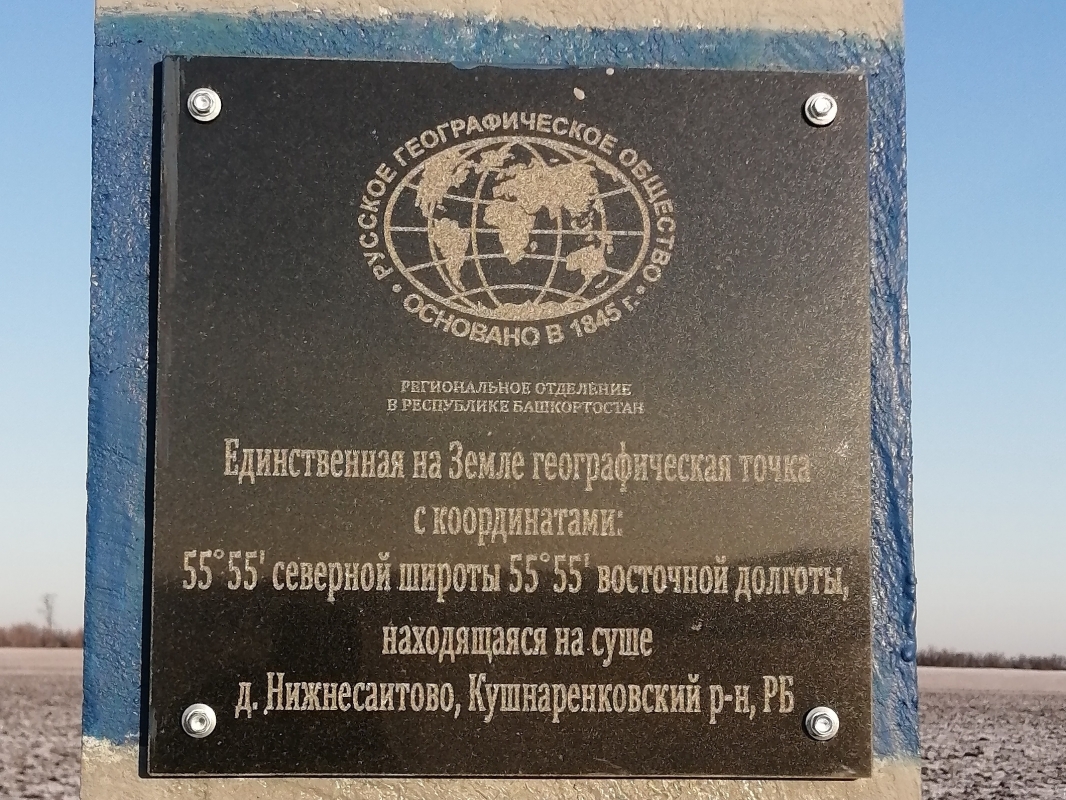 РУССКОЕ ГЕОГРАФИЧЕСКОЕ ОБЩЕСТВО
• ОСНОВАНО В 1845 г. •
РЕГИОНАЛЬНОЕ ОТДЕЛЕНИЕ
В РЕСПУБЛИКЕ БАШКОРТОСТАН
Единственная на Земле географическая точка
с координатами:
55°55' северной широты 55°55' восточной долготы,
находящаяся на суше
д. Нижнесаитово, Кушнаренковский р-н, РБ